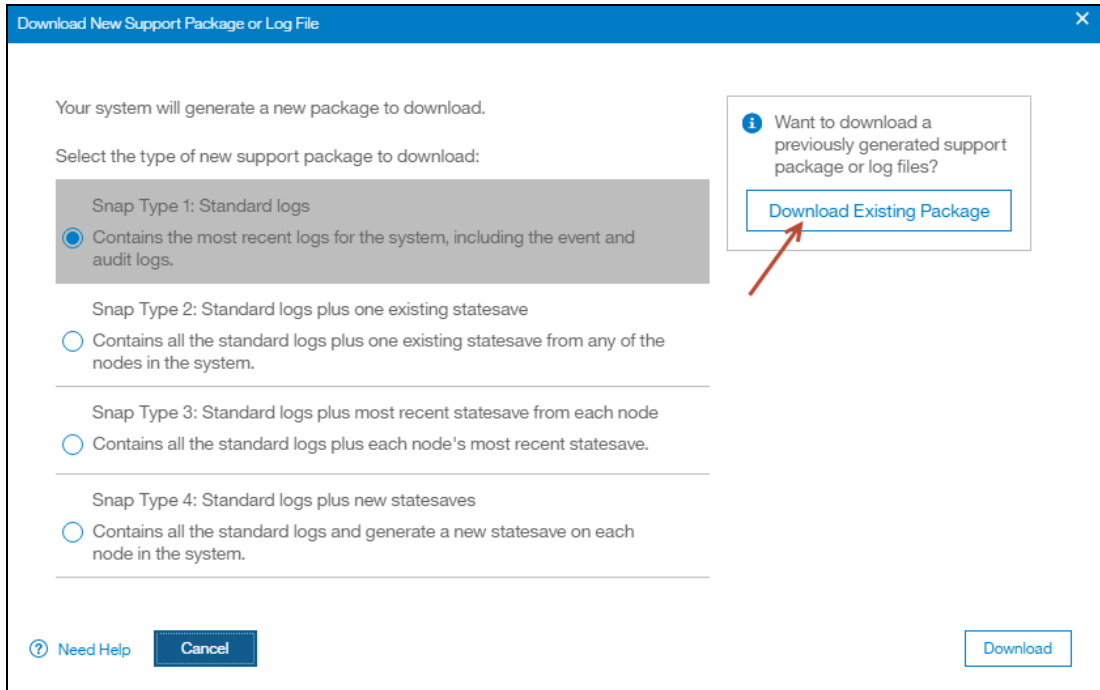 Download New Support Package or Log File
Your system will generate a new package to download.
Select the type of new support package to download:
Snap Type 1: Standard logs
Contains the most recent logs for the system, including the event and
audit logs.
Snap Type 2: Standard logs plus one existing statesave
Contains all the standard logs plus one existing statesave from any of the
nodes in the system.
Snap Type 3: Standard logs plus most recent statesave from each node
Contains all the standard logs plus each node's most recent statesave.
Snap Type 4: Standard logs plus new statesaves
Contains all the standard logs and generate a new statesave on each
node in the system.
Want to download a
previously generated support
package or log files?
Download Existing Package
Need Help
Cancel
Download